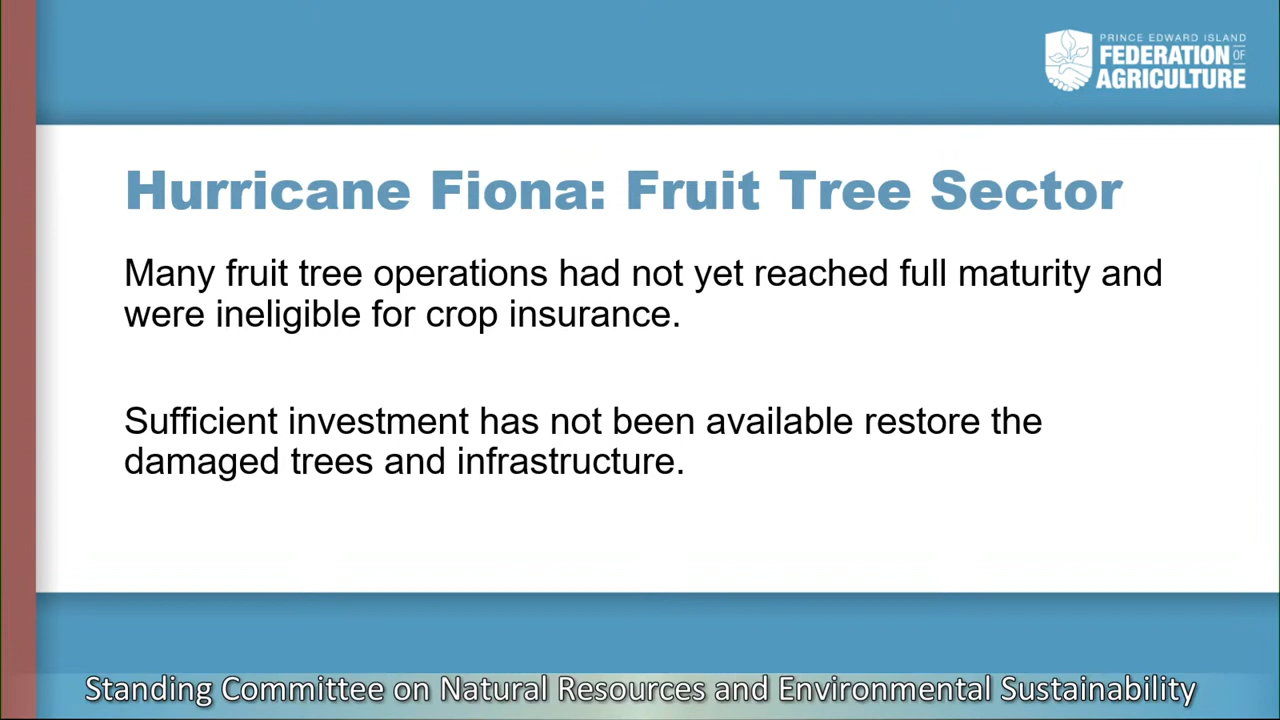 PRINCE EDWARD ISLAND
FEDERATION OF
AGRICULTURE
Hurricane Fiona: Fruit Tree Sector
Many fruit tree operations had not yet reached full maturity and
were ineligible for crop insurance.
Sufficient investment has not been available restore the
damaged trees and infrastructure.
Standing Committee on Natural Resources and Environmental Sustainability